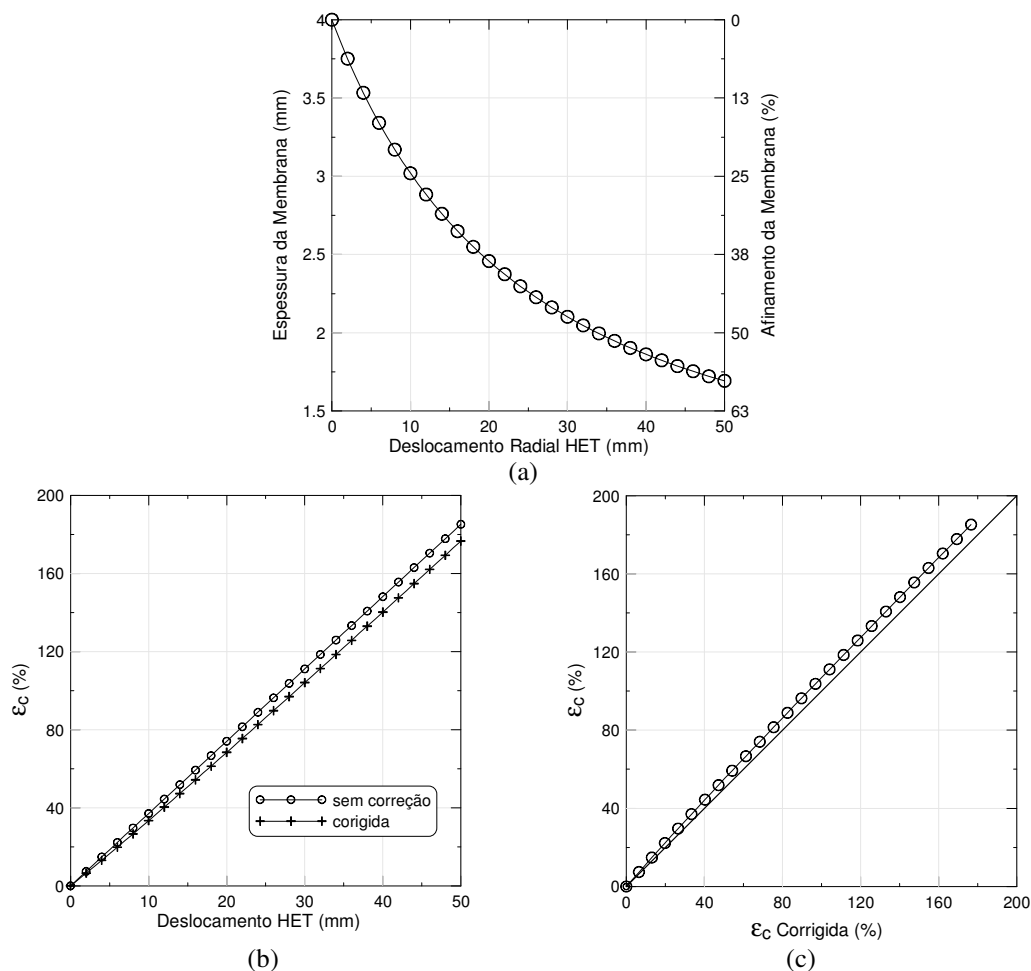 4
3.5
3
2.5
2
1.5
Espessura da Membrana (mm)
0
13
25
38
50
63
Afinamento da Membrana (%)
0 10 20 30 40 50
Deslocamento Radial HET (mm)
(a)
200
160
120
80
40
0
εc (%)
sem correção
corigida
0 10 20 30 40 50
Deslocamento HET (mm)
(b)
200
160
120
80
40
0
εc (%)
0 40 80 120 160 200
εc Corrigida (%)
(c)